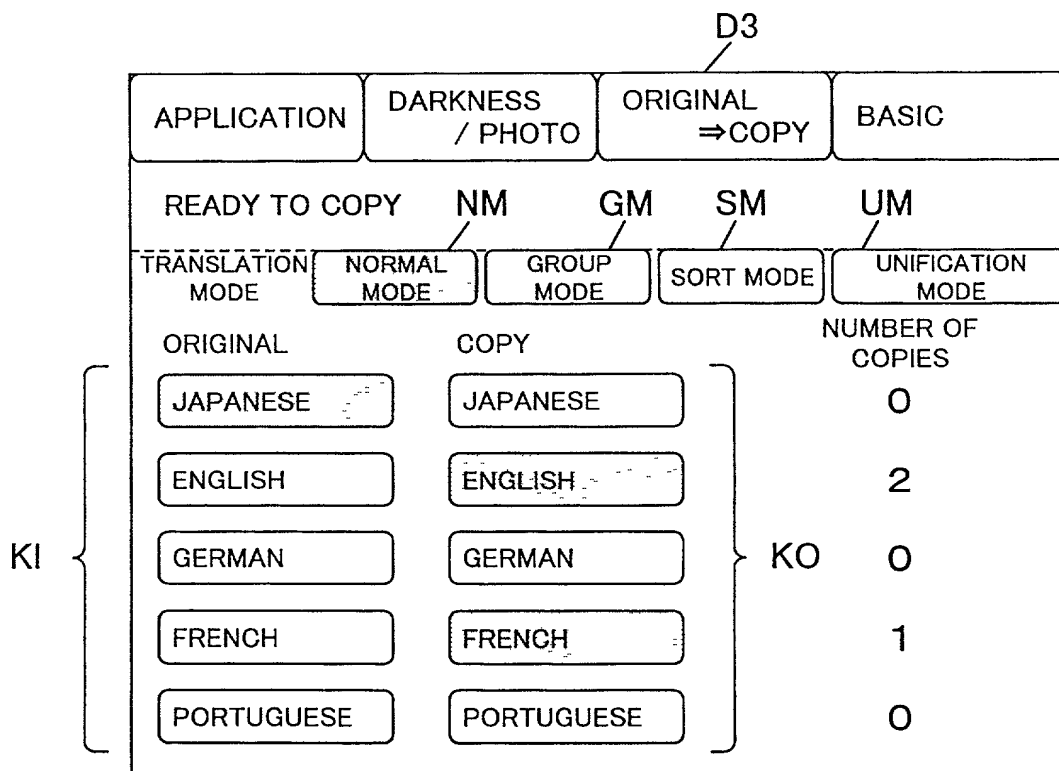 D3
APPLICATION
DARKNESS
/ PHOTO
ORIGINAL
⇒COPY
BASIC
READY TO COPY
NM
GM
SM
UM
TRANSLATION
MODE
NORMAL
MODE
GROUP
MODE
SORT MODE
UNIFICATION
MODE
ORIGINAL
COPY
NUMBER OF
COPIES
KI
KO
JAPANESE
JAPANESE
0
ENGLISH
ENGLISH
2
GERMAN
GERMAN
0
FRENCH
FRENCH
1
PORTUGUESE
PORTUGUESE
0